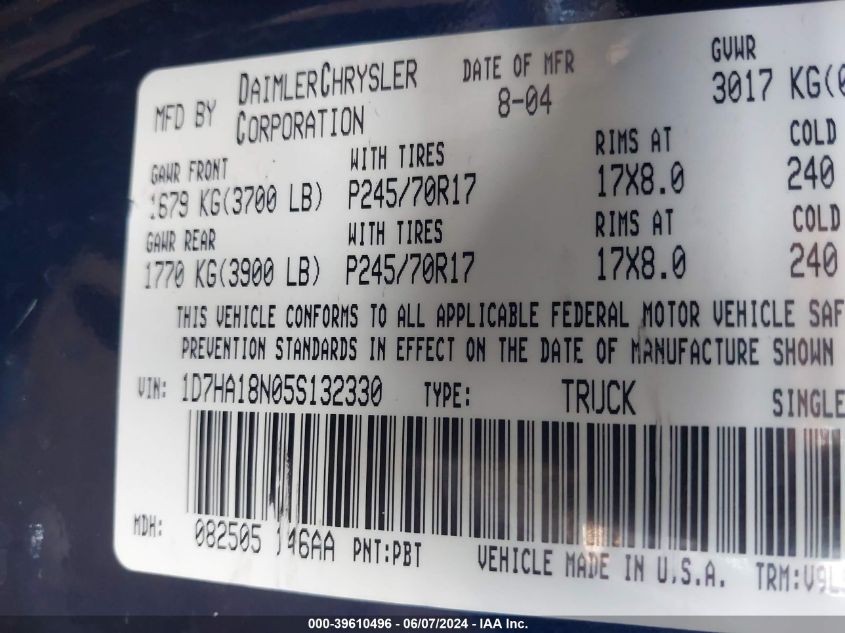 MFD BY DAIMLERCHRYSLER CORPORATION DATE OF MFR 8-04 GVWR 3017 KG(
GAWR FRONT WITH TIRES RIMS AT COLD
1679 KG(3700 LB) P245/70R17 17X8.0 240
GAWR REAR WITH TIRES RIMS AT COLD
1770 KG(3900 LB) P245/70R17 17X8.0 240
THIS VEHICLE CONFORMS TO ALL APPLICABLE FEDERAL MOTOR VEHICLE SAF
PREVENTION STANDARDS IN EFFECT ON THE DATE OF MANUFACTURE SHOWN
VIN: 1D7HA18N05S132330 TYPE: TRUCK SINGLE
MDH: 082505 PNT:PBT VEHICLE MADE IN U.S.A. TRM:V9L
000-39610496 - 06/07/2024 - IAA Inc.